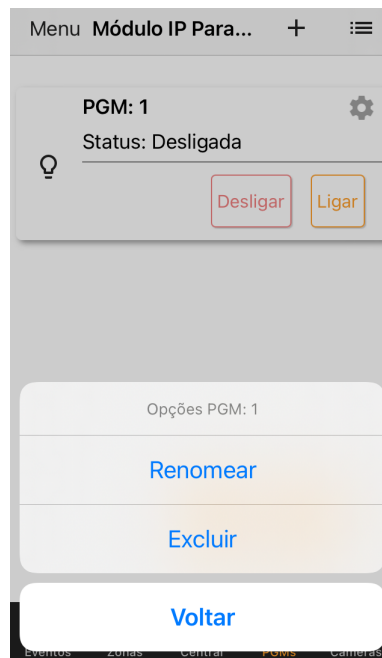 Menu Módulo IP Para... +
PGM: 1
Status: Desligada
Desligar Ligar
Opções PGM: 1
Renomear
Excluir
Voltar
Eventos Zonas Central PGMs Câmeras